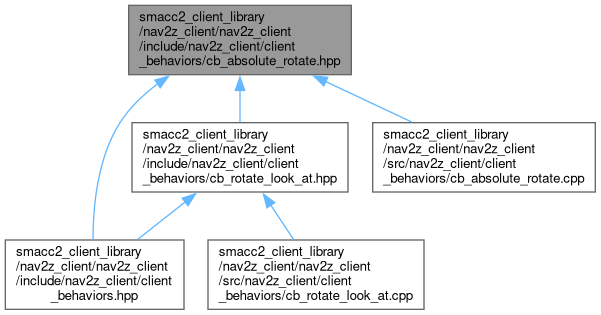 smacc2_client_library
/nav2z_client/nav2z_client
/include/nav2z_client/client
_behaviors/cb_absolute_rotate.hpp
smacc2_client_library
/nav2z_client/nav2z_client
/include/nav2z_client/client
_behaviors/cb_rotate_look_at.hpp
smacc2_client_library
/nav2z_client/nav2z_client
/src/nav2z_client/client
_behaviors/cb_absolute_rotate.cpp
smacc2_client_library
/nav2z_client/nav2z_client
/include/nav2z_client/client
_behaviors.hpp
smacc2_client_library
/nav2z_client/nav2z_client
/src/nav2z_client/client
_behaviors/cb_rotate_look_at.cpp